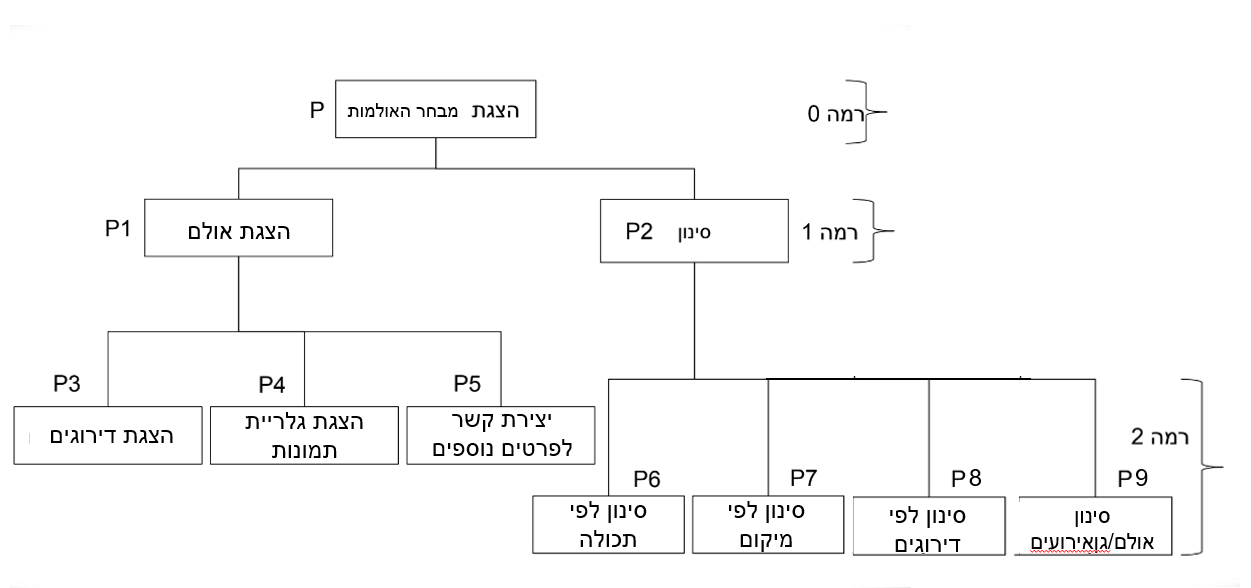 P
הצגת מבחר האולמות
רמה 0
P1
הצגת אולם
P2
סינון
רמה 1
P3
הצגת דירוגים
P4
הצגת גלריית
תמונות
P5
יצירת קשר
לפרטים נוספים
רמה 2
P6
סינון לפי
תכולה
P7
סינון לפי
מיקום
P8
סינון לפי
דירוגים
P9
סינון
אולם/גןאירועים